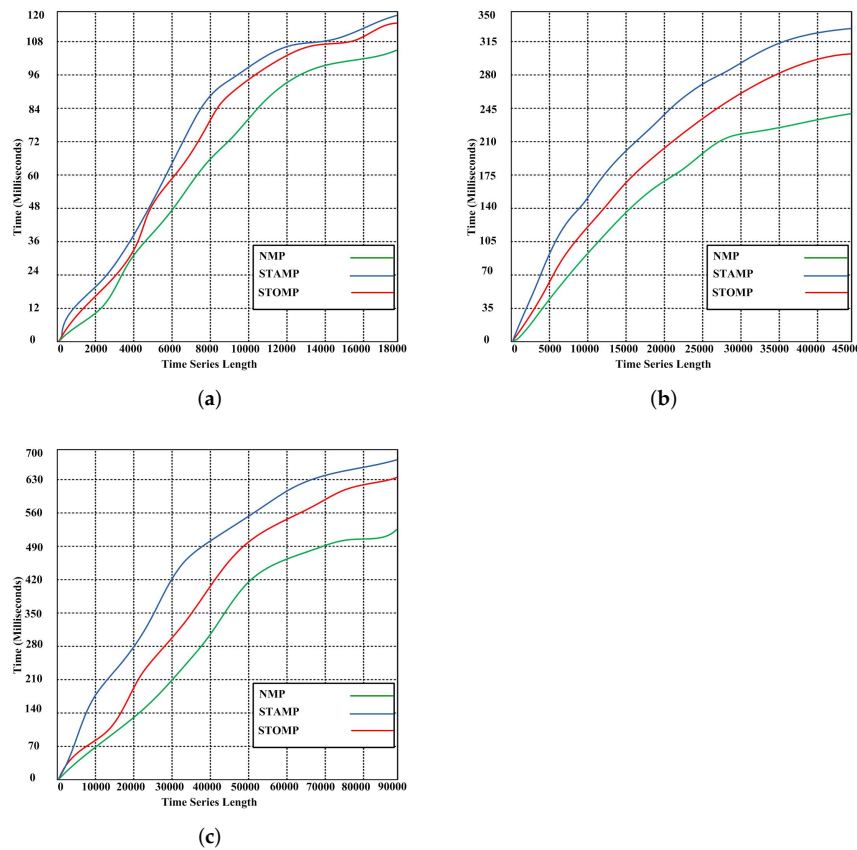 120
108
96
84
72
60
48
36
24
12
0
Time (Milliseconds)
NMP
STAMP
STOMP
0 2000 4000 6000 8000 10000 12000 14000 16000 18000
Time Series Length
(a)
350
315
280
245
210
175
140
105
70
35
0
Time (Milliseconds)
NMP
STAMP
STOMP
0 5000 10000 15000 20000 25000 30000 35000 40000 45000
Time Series Length
(b)
700
630
560
490
420
350
280
210
140
70
0
Time (Milliseconds)
NMP
STAMP
STOMP
0 10000 20000 30000 40000 50000 60000 70000 80000 90000
Time Series Length
(c)